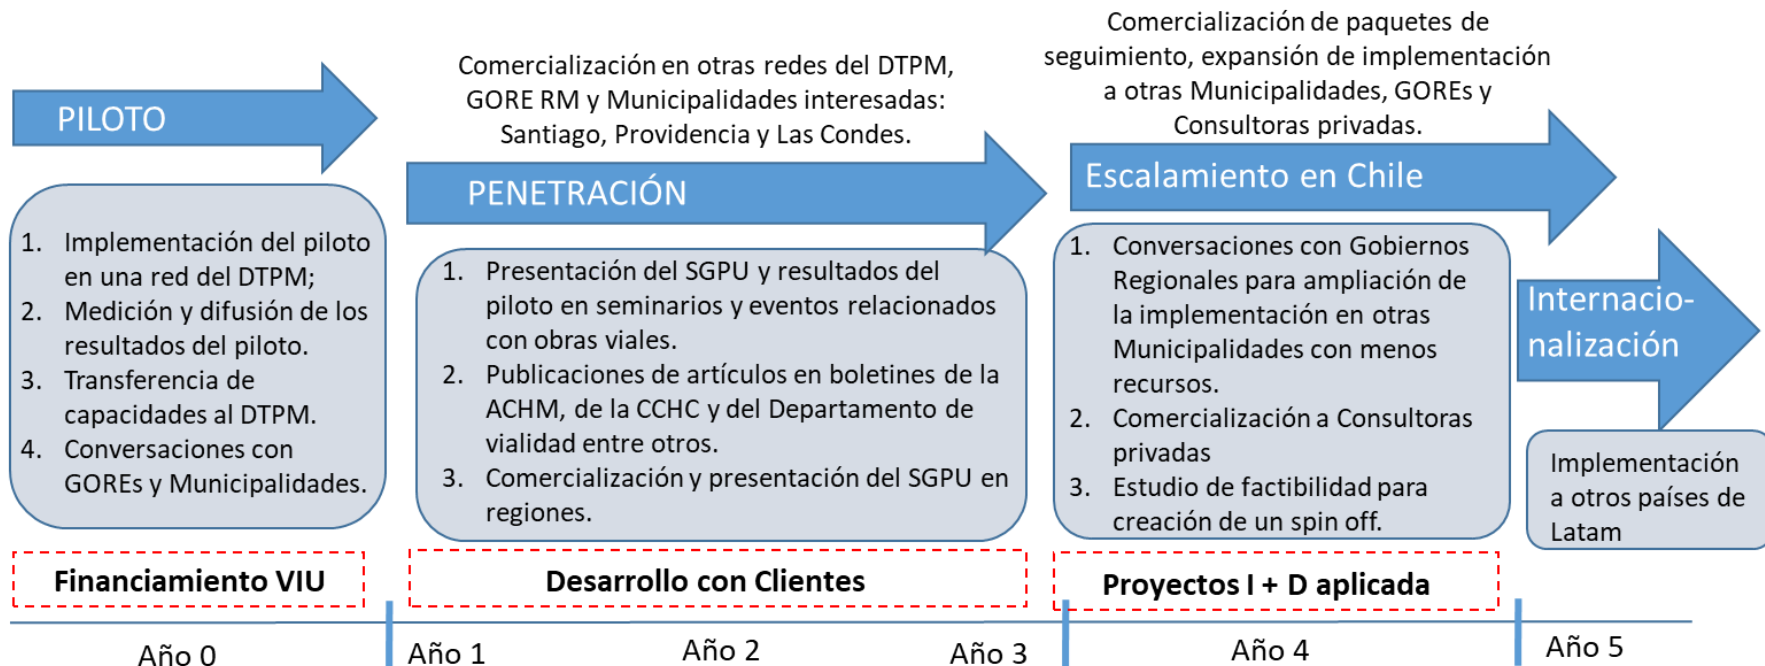 PILOTO
1. Implementación del piloto
en una red del DTPM;
2. Medición y difusión de los
resultados del piloto.
3. Transferencia de
capacidades al DTPM.
4. Conversaciones con
GOREs y Municipalidades.
Financiamiento VIU
Comercialización en otras redes del DTPM,
GORE RM y Municipalidades interesadas:
Santiago, Providencia y Las Condes.
PENETRACIÓN
1. Presentación del SGPU y resultados del
piloto en seminarios y eventos relacionados
con obras viales.
2. Publicaciones de artículos en boletines de la
ACHM, de la CCHC y del Departamento de
vialidad entre otros.
3. Comercialización y presentación del SGPU en
regiones.
Desarrollo con Clientes
Comercialización de paquetes de
seguimiento, expansión de implementación
a otras Municipalidades, GOREs y
Consultoras privadas.
Escalamiento en Chile
1. Conversaciones con Gobiernos
Regionales para ampliación de
la implementación en otras
Municipalidades con menos
recursos.
2. Comercialización a Consultoras
privadas
3. Estudio de factibilidad para
creación de un spin off.
Proyectos I + D aplicada
Internacio-
nalización
Implementación
a otros países de
Latam
Año 0
Año 1
Año 2
Año 3
Año 4
Año 5